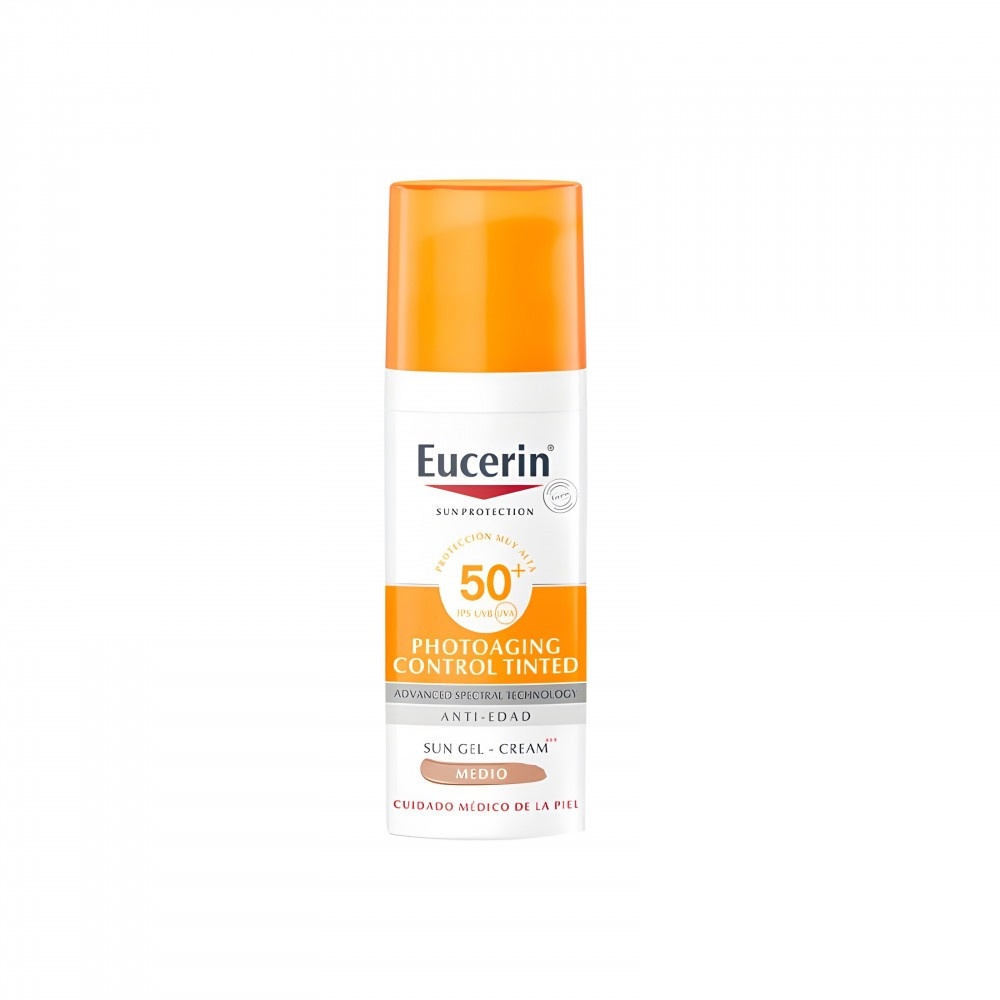 Eucerin®
SUN PROTECTION
PROTECCIÓN MUY ALTA
50+
UVB UVA
PHOTOAGING
CONTROL TINTED
ADVANCED SPECTRAL TECHNOLOGY
ANTI-EDAD
SUN GEL - CREAM***
MEDIO
CUIDADO MÉDICO DE LA PIEL